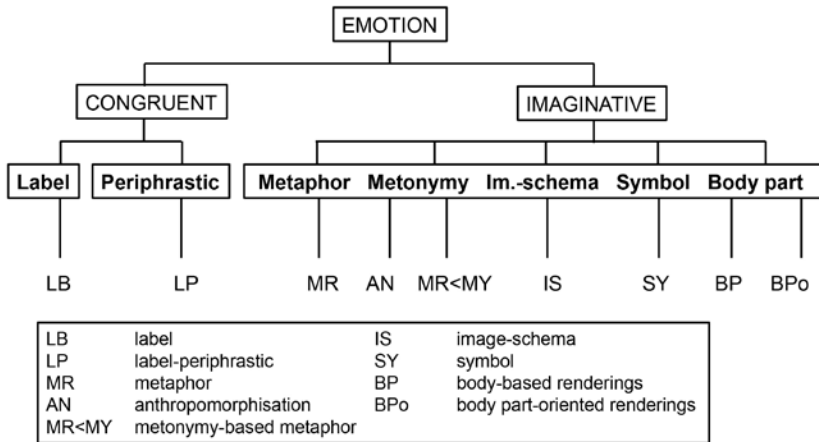 EMOTION
CONGRUENT IMAGINATIVE
Label Periphrastic Metaphor Metonymy Im.-schema Symbol Body part
LB LP MR AN MR<MY IS SY BP BPo
LB label IS image-schema
LP label-periphrastic SY symbol
MR metaphor BP body-based renderings
AN anthropomorphisation BPo body part-oriented renderings
MR<MY metonymy-based metaphor